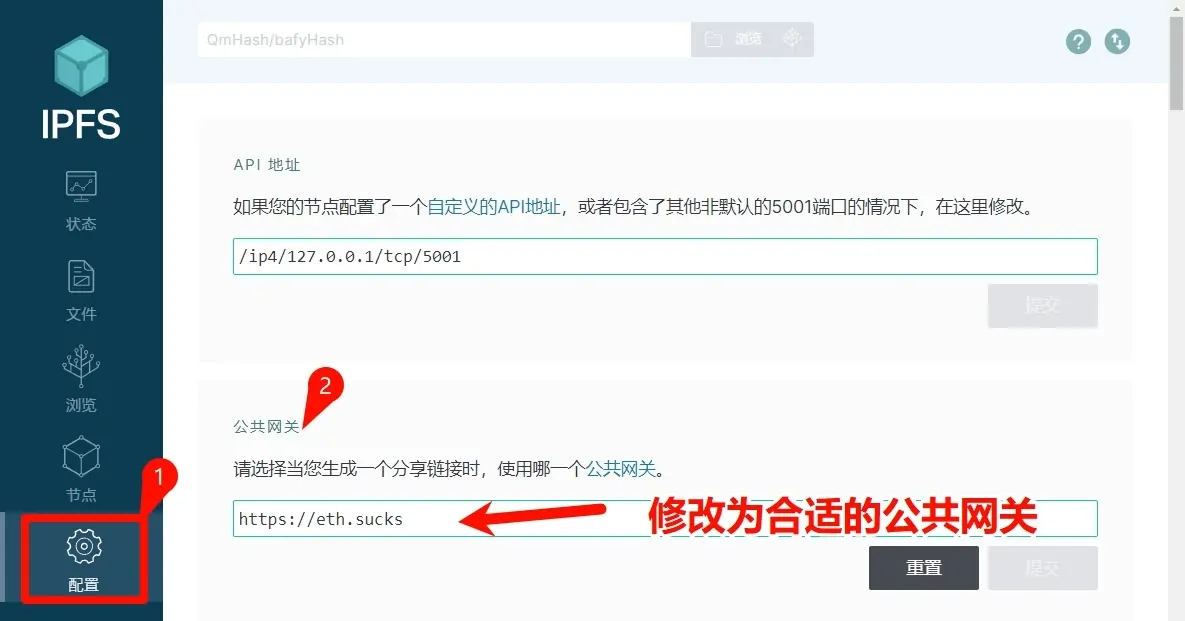 QmHash/bafyHash
浏览
IPFS
状态
文件
浏览
节点
配置
1
API 地址
如果您的节点配置了一个自定义的API地址，或者包含了其他非默认的5001端口的情况下，在这里修改。
/ip4/127.0.0.1/tcp/5001
提交
2
公共网关
请选择当您生成一个分享链接时，使用哪一个公共网关。
https://eth.sucks
修改为合适的公共网关
重置
提交
?